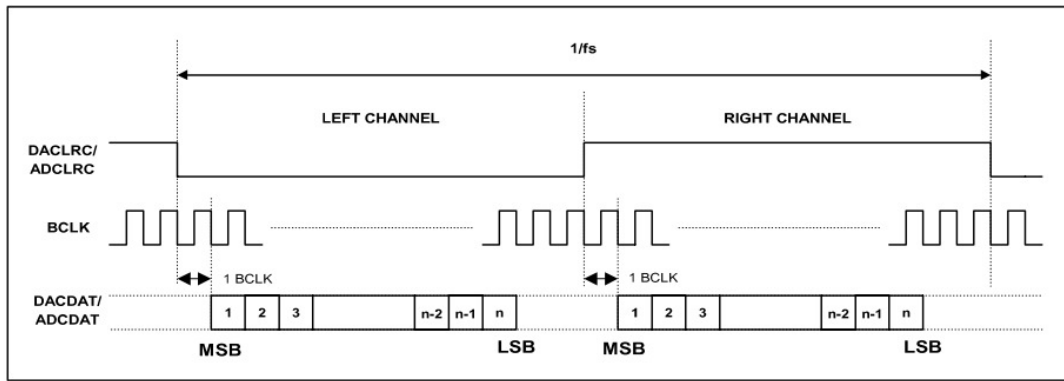 1/fs
LEFT CHANNEL RIGHT CHANNEL
DACLRC/
ADCLRC
BCLK
1 BCLK 1 BCLK
DACDAT/
ADCDAT
1 2 3 n-2 n-1 n 1 2 3 n-2 n-1 n
MSB LSB MSB LSB